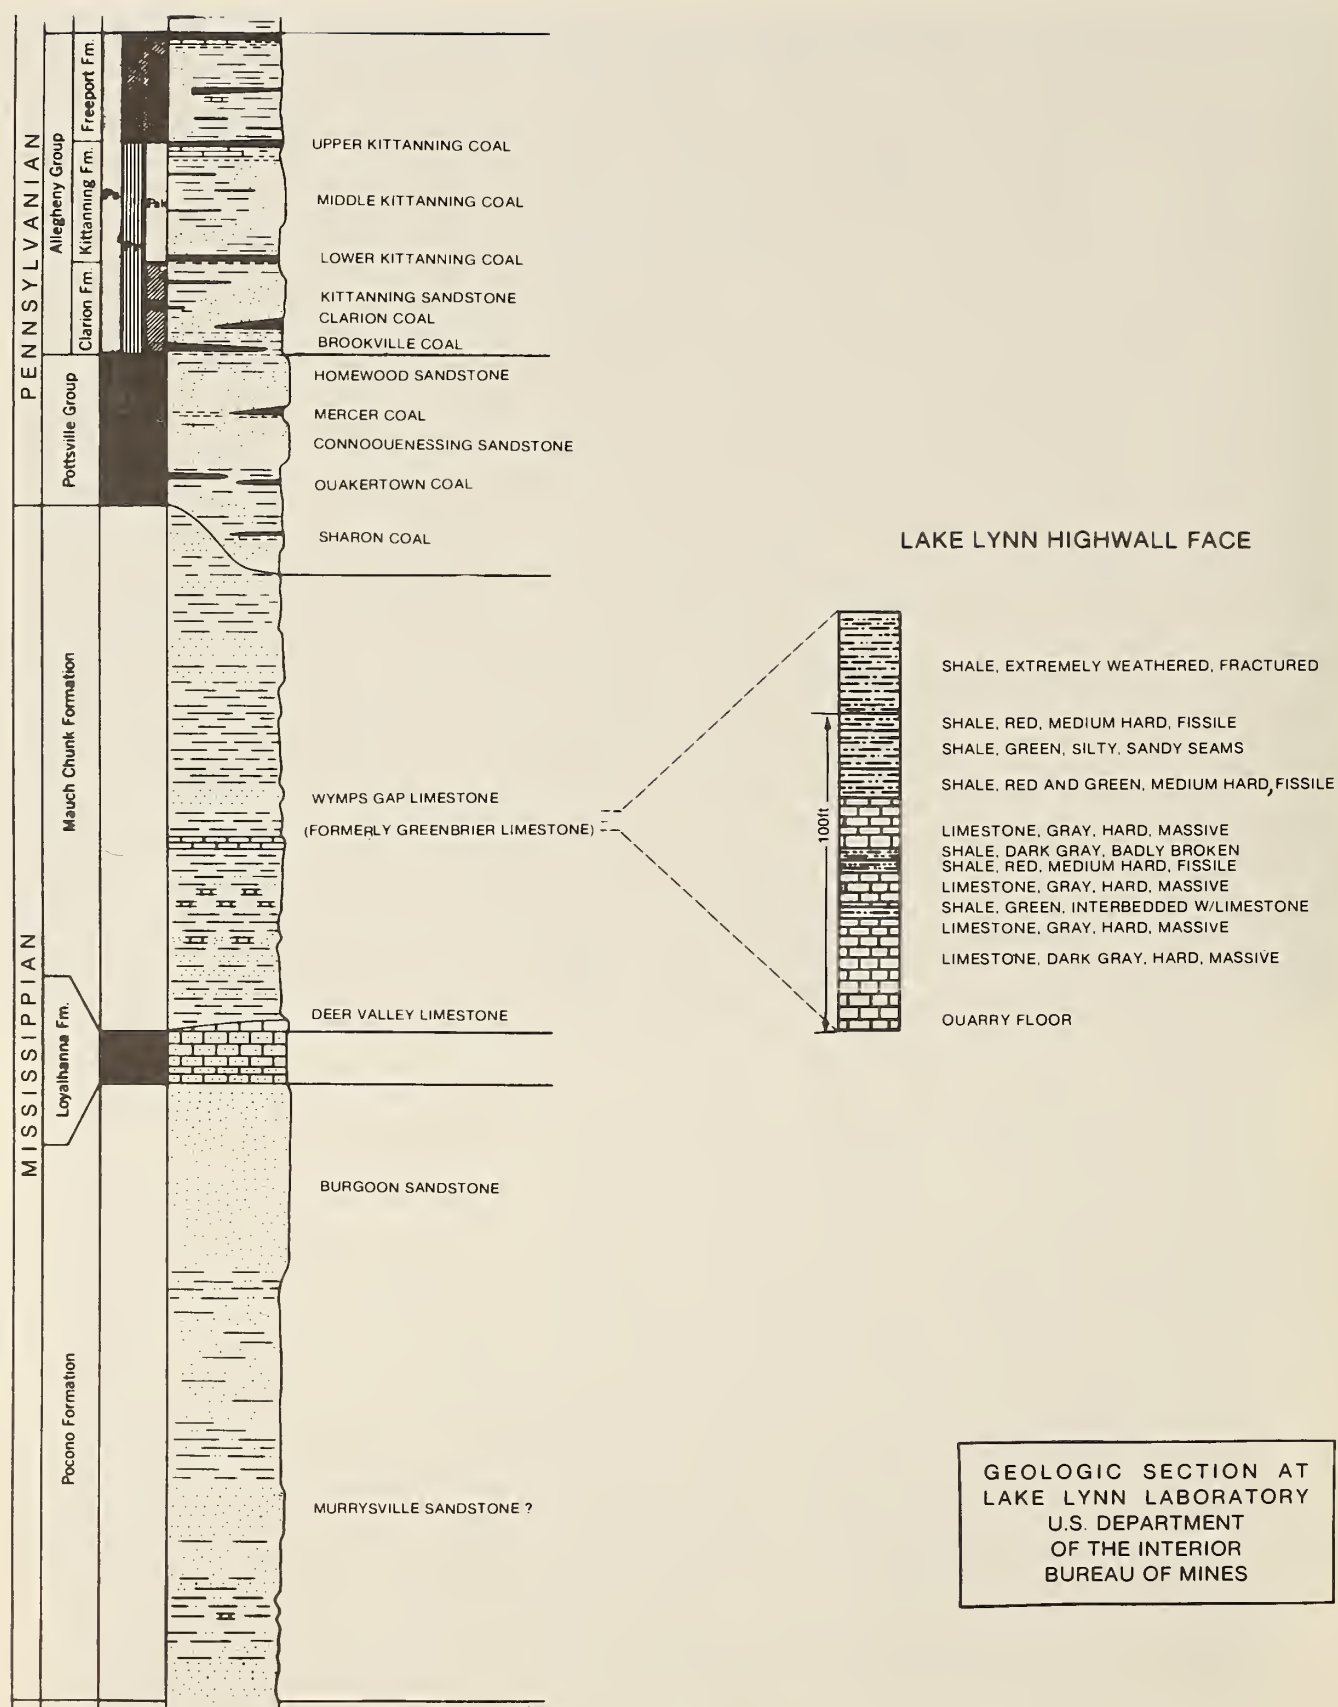 PENNSYLVANIAN
Allegheny Group
Freeport Fm.
Kittanning Fm.
Clarion Fm.
Pottsville Group
MISSISSIPPIAN
Mauch Chunk Formation
Loyalhanna Fm.
Pocono Formation
UPPER KITTANNING COAL
MIDDLE KITTANNING COAL
LOWER KITTANNING COAL
KITTANNING SANDSTONE
CLARION COAL
BROOKVILLE COAL
HOMEWOOD SANDSTONE
MERCER COAL
CONNOOUENESSING SANDSTONE
OUAKERTOWN COAL
SHARON COAL
WYMPS GAP LIMESTONE
(FORMERLY GREENBRIER LIMESTONE)
DEER VALLEY LIMESTONE
BURGOON SANDSTONE
MURRYSVILLE SANDSTONE ?
LAKE LYNN HIGHWALL FACE
100ft
SHALE, EXTREMELY WEATHERED, FRACTURED
SHALE, RED, MEDIUM HARD, FISSILE
SHALE, GREEN, SILTY, SANDY SEAMS
SHALE, RED AND GREEN, MEDIUM HARD, FISSILE
LIMESTONE, GRAY, HARD, MASSIVE
SHALE, DARK GRAY, BADLY BROKEN
SHALE, RED, MEDIUM HARD, FISSILE
LIMESTONE, GRAY, HARD, MASSIVE
SHALE, GREEN, INTERBEDDED W/LIMESTONE
LIMESTONE, GRAY, HARD, MASSIVE
LIMESTONE, DARK GRAY, HARD, MASSIVE
OUARRY FLOOR
GEOLOGIC SECTION AT
LAKE LYNN LABORATORY
U.S. DEPARTMENT
OF THE INTERIOR
BUREAU OF MINES